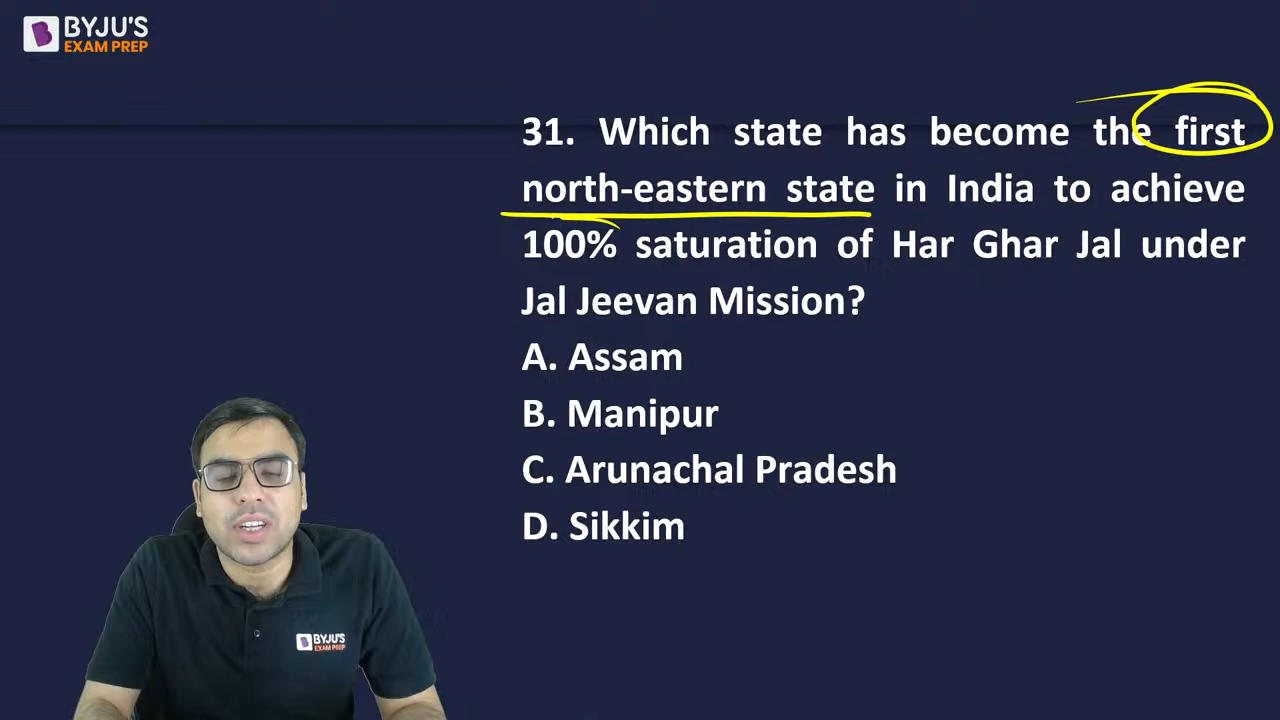 BYJU'S
EXAM PREP
31. Which state has become the first
north-eastern state in India to achieve
100% saturation of Har Ghar Jal under
Jal Jeevan Mission?
A. Assam
B. Manipur
C. Arunachal Pradesh
D. Sikkim
BYJU'S
EXAM PREP